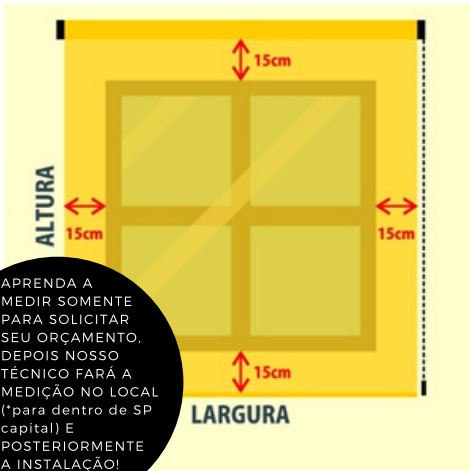 15cm
ALTURA
15cm
15cm
15cm
LARGURA
APRENDA A
MEDIR SOMENTE
PARA SOLICITAR
SEU ORÇAMENTO,
DEPOIS NOSSO
TÉCNICO FARÁ A
MEDIÇÃO NO LOCAL
(*para dentro de SP
capital) E
POSTERIORMENTE
A INSTALAÇÃO!